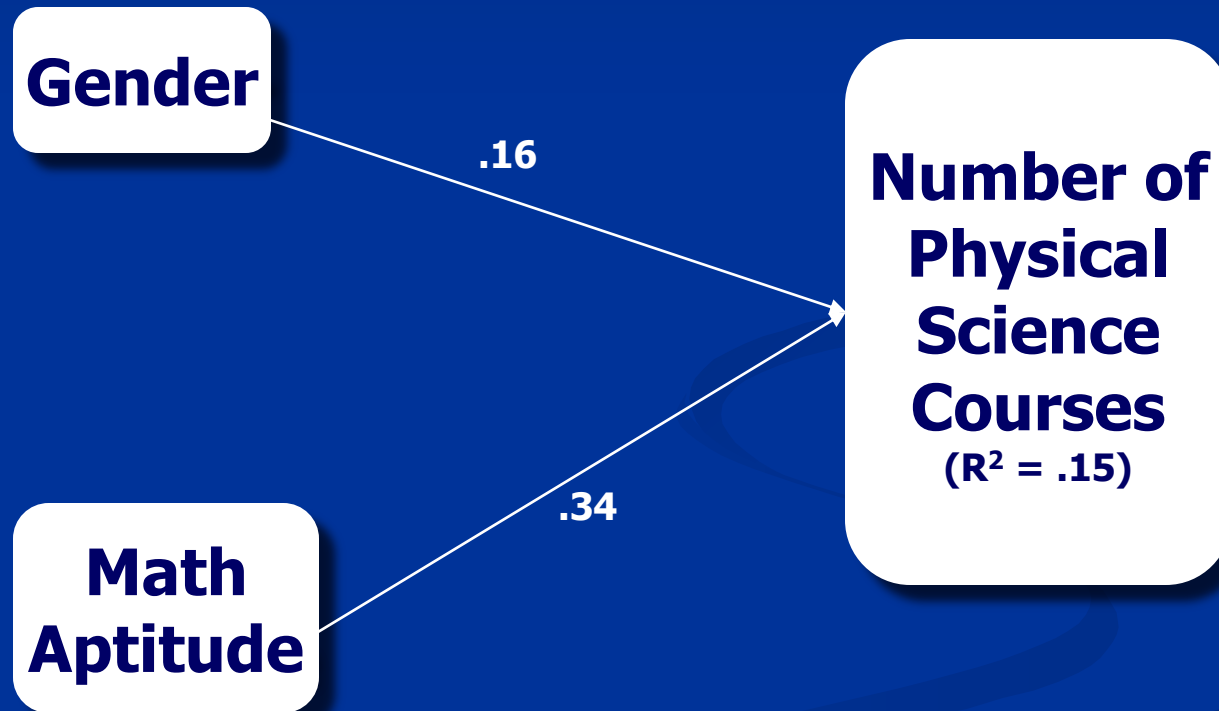 Gender
.16
Number of
Physical
Science
Courses
(R² = .15)
.34
Math
Aptitude